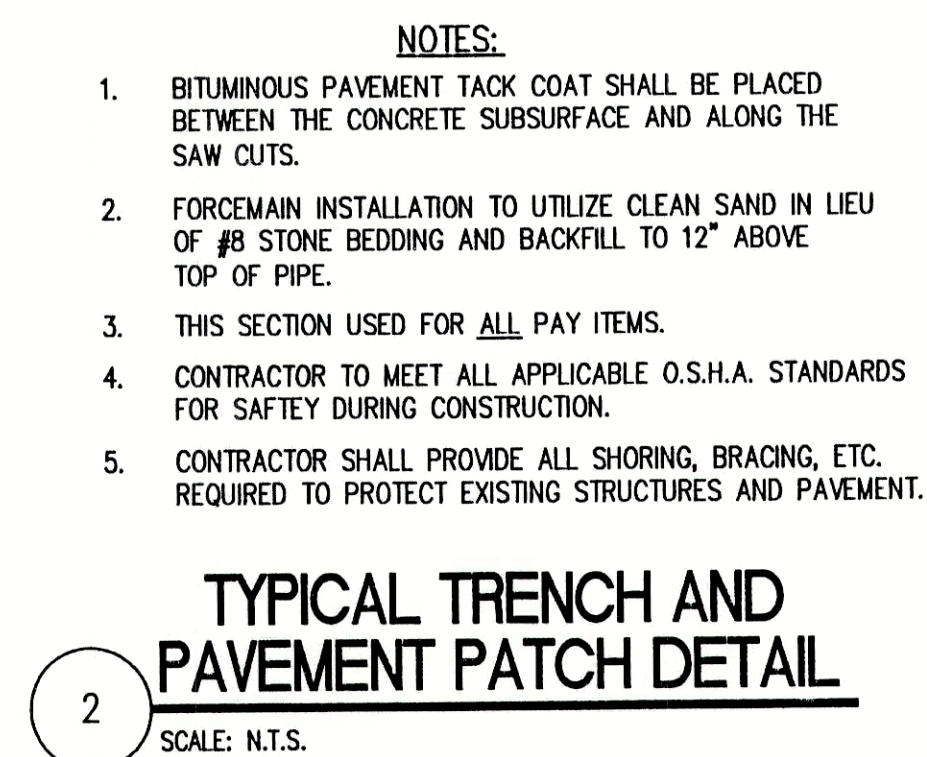 NOTES:
1. BITUMINOUS PAVEMENT TACK COAT SHALL BE PLACED
BETWEEN THE CONCRETE SUBSURFACE AND ALONG THE
SAW CUTS.
2. FORCEMAIN INSTALLATION TO UTILIZE CLEAN SAND IN LIEU
OF #8 STONE BEDDING AND BACKFILL TO 12" ABOVE
TOP OF PIPE.
3. THIS SECTION USED FOR ALL PAY ITEMS.
4. CONTRACTOR TO MEET ALL APPLICABLE O.S.H.A. STANDARDS
FOR SAFTEY DURING CONSTRUCTION.
5. CONTRACTOR SHALL PROVIDE ALL SHORING, BRACING, ETC.
REQUIRED TO PROTECT EXISTING STRUCTURES AND PAVEMENT.
TYPICAL TRENCH AND
PAVEMENT PATCH DETAIL
2
SCALE: N.T.S.